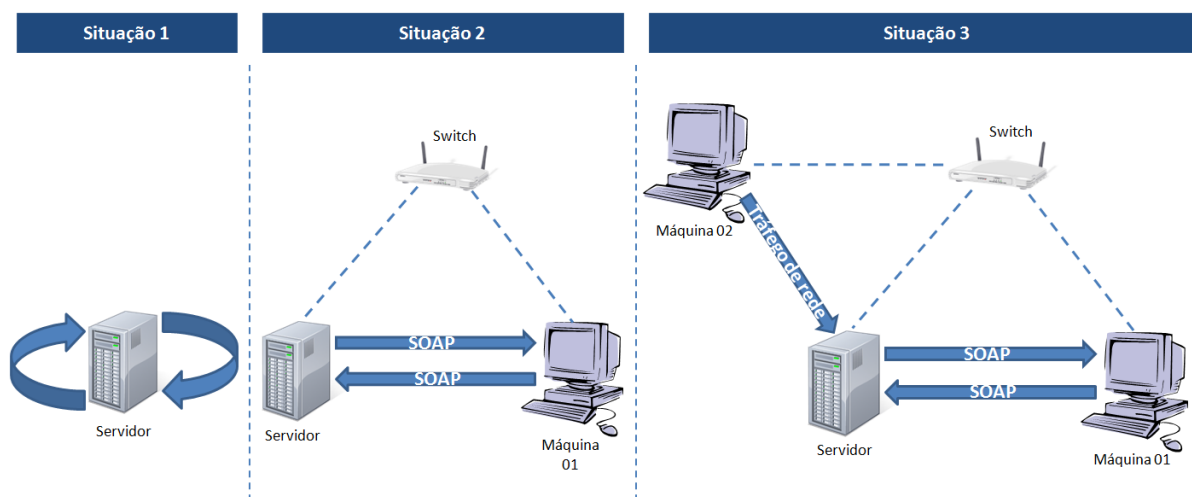 Situação 1
Servidor
Situação 2
Switch
SOAP
SOAP
Servidor
Máquina
01
Situação 3
Switch
Máquina 02
Tráfego de rede
SOAP
SOAP
Servidor
Máquina 01